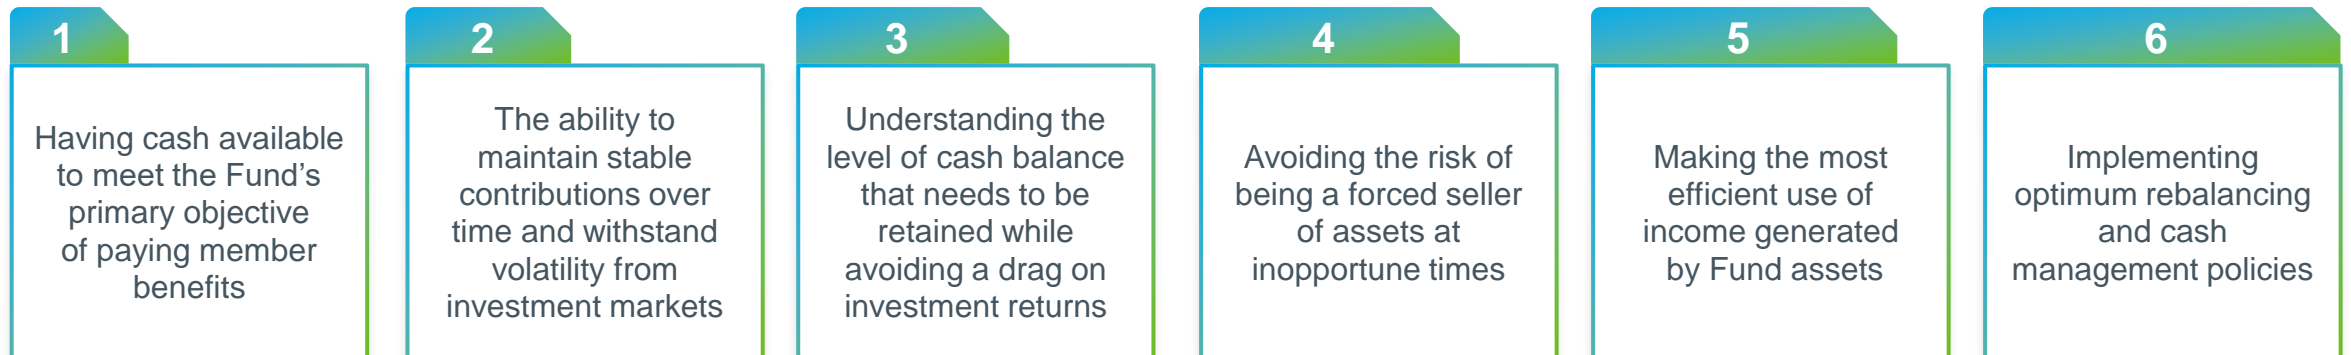 1
Having cash available
to meet the Fund’s
primary objective
of paying member
benefits
2
The ability to
maintain stable
contributions over
time and withstand
volatility from
investment markets
3
Understanding the
level of cash balance
that needs to be
retained while
avoiding a drag on
investment returns
4
Avoiding the risk of
being a forced seller
of assets at
inopportune times
5
Making the most
efficient use of
income generated
by Fund assets
6
Implementing
optimum rebalancing
and cash
management policies